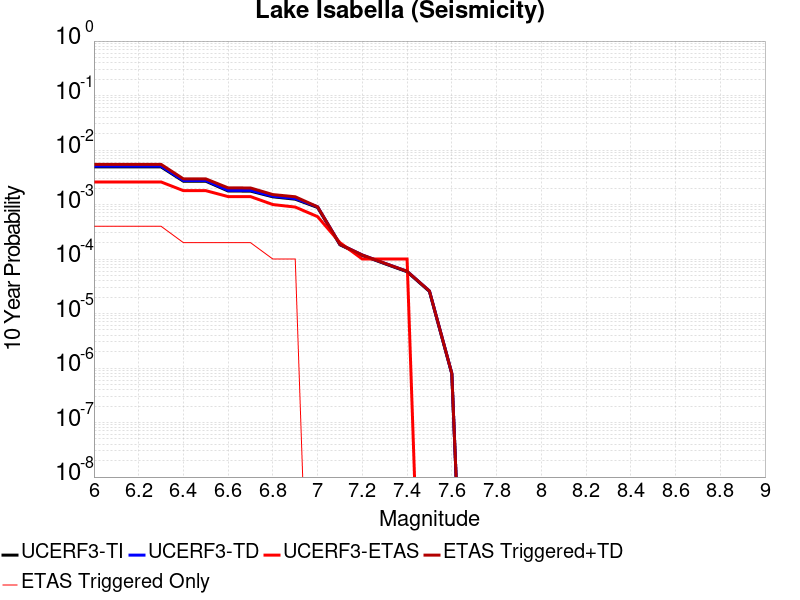 Lake Isabella (Seismicity)
10 0
10 -1
10 -2
10 -3
10 -4
10 -5
10 -6
10 -7
10 -8
10 Year Probability
6 6.2 6.4 6.6 6.8 7 7.2 7.4 7.6 7.8 8 8.2 8.4 8.6 8.8 9
Magnitude
UCERF3-TI UCERF3-TD UCERF3-ETAS ETAS Triggered+TD
ETAS Triggered Only